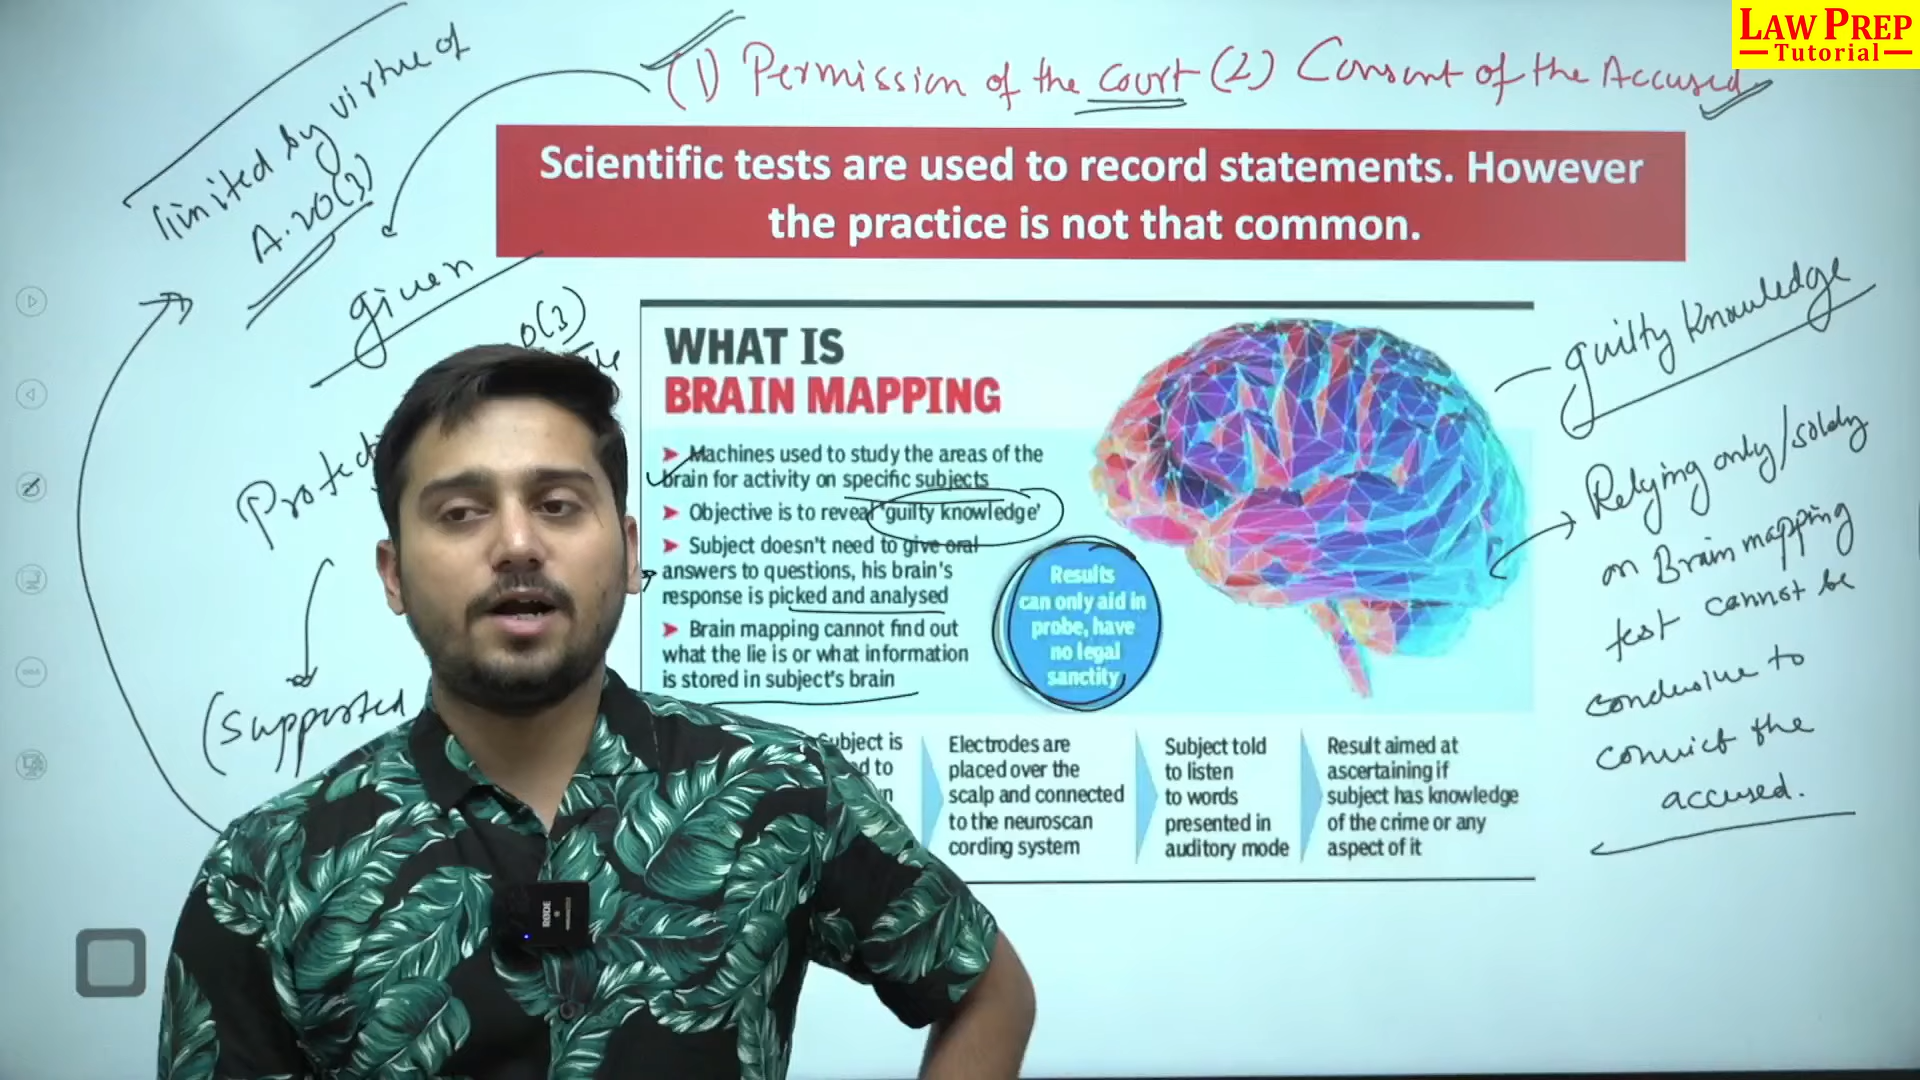 LAW PREP
Tutorial
(1) Permission of the Court (2) Consent of the Accused
limited by virtue of
A.20(3)
given
Scientific tests are used to record statements. However
the practice is not that common.
0(3)
Protect
(Supported
WHAT IS
BRAIN MAPPING
Machines used to study the areas of the
brain for activity on specific subjects
Objective is to reveal 'guilty knowledge'
Subject doesn't need to give oral
answers to questions, his brain's
response is picked and analysed
Brain mapping cannot find out
what the lie is or what information
is stored in subject's brain
Results
can only aid in
probe, have
no legal
sanctity
Subject is
d to
n
Electrodes are
placed over the
scalp and connected
to the neuroscan
cording system
Subject told
to listen
to words
presented in
auditory mode
Result aimed at
ascertaining if
subject has knowledge
of the crime or any
aspect of it
guilty knowledge
Relying only/solely
on Brain mapping
test cannot be
conclusive to
convict the
accused.
RØDE